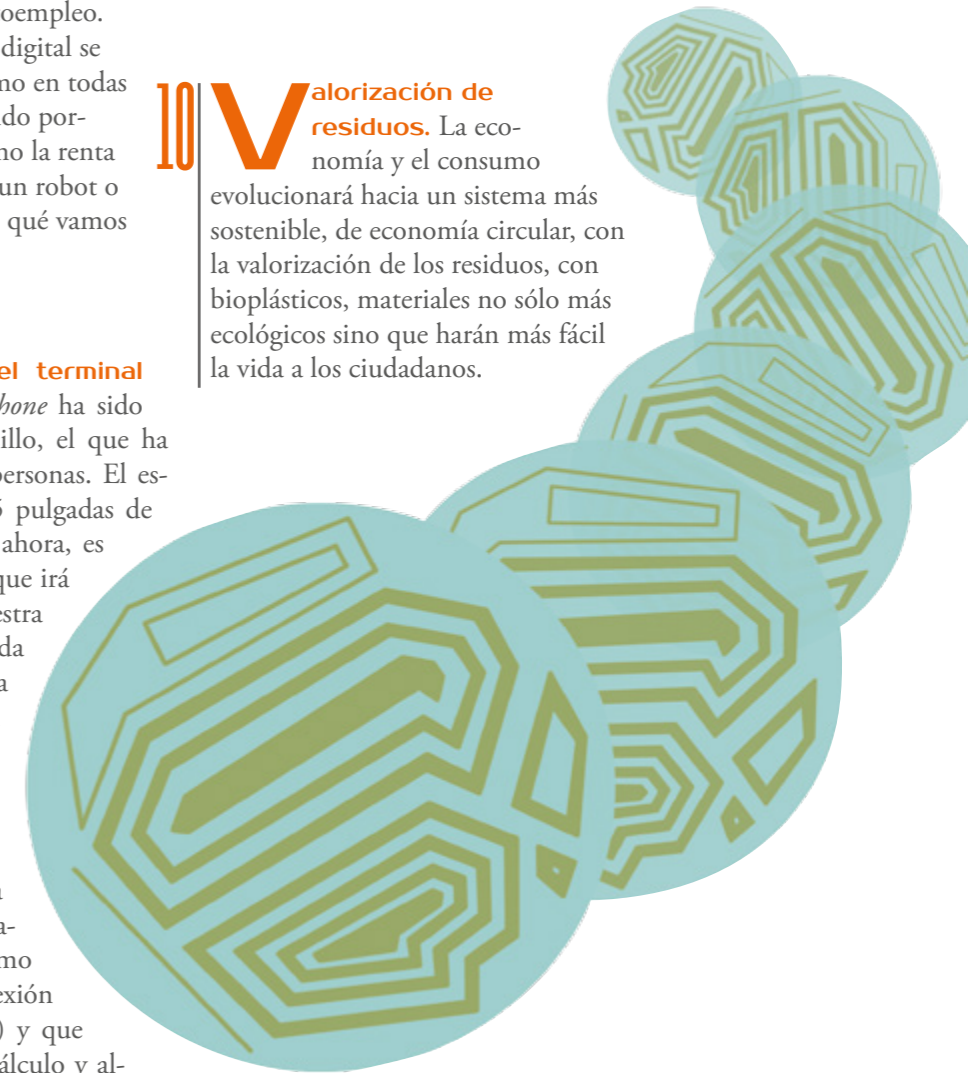 oempleo.
digital se
no en todas
do por-
no la renta
un robot o
qué vamos
el terminal
hone ha sido
illo, el que ha
personas. El es-
pulgadas de
ahora, es
que irá
estra
da
a
a-
mo
exión
) y que
álculo y al-
10
Valorización de
residuos. La eco-
nomía y el consumo
evolucionará hacia un sistema más
sostenible, de economía circular, con
la valorización de los residuos, con
bioplásticos, materiales no sólo más
ecológicos sino que harán más fácil
la vida a los ciudadanos.